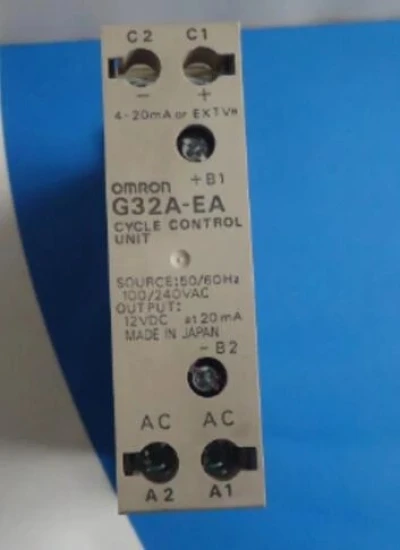 C2 C1
- +
4-20mA or EXTVR
+B1
OMRON
G32A-EA
CYCLE CONTROL
UNIT
SOURCE:50/60Hz
100/240VAC
OUTPUT:
12VDC at 20mA
MADE IN JAPAN
-B2
AC AC
A2 A1